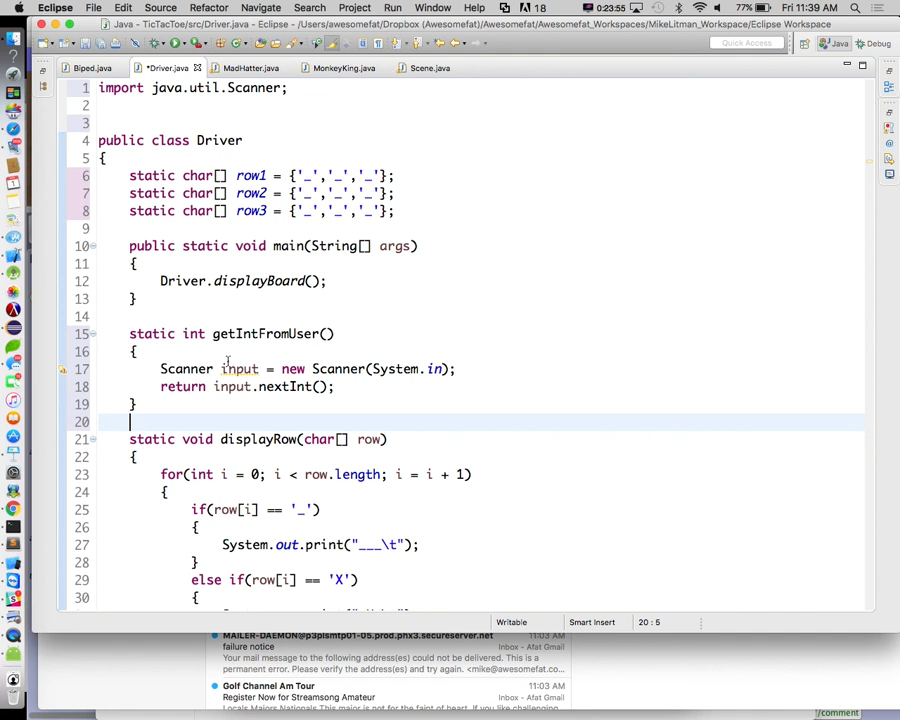 Eclipse File Edit Source Refactor Navigate Search Project Run Window Help 18 0:23:55 77% Fri 11:39 AM
Java - TicTacToe/src/Driver.java - Eclipse - /Users/awesomefat/Dropbox (Awesomefat)/Awesomefat_Workspaces/MikeLitman_Workspace/Eclipse Workspace
Quick Access Java Debug
Biped.java *Driver.java MadHatter.java MonkeyKing.java Scene.java
1 import java.util.Scanner;
2
3
4 public class Driver
5 {
6 static char[] row1 = {'_','_','_'};
7 static char[] row2 = {'_','_','_'};
8 static char[] row3 = {'_','_','_'};
9
10 public static void main(String[] args)
11 {
12 Driver.displayBoard();
13 }
14
15 static int getIntFromUser()
16 {
17 Scanner input = new Scanner(System.in);
18 return input.nextInt();
19 }
20
21 static void displayRow(char[] row)
22 {
23 for(int i = 0; i < row.length; i = i + 1)
24 {
25 if(row[i] == '_')
26 {
27 System.out.print("___\t");
28 }
29 else if(row[i] == 'X')
30 {
Writable Smart Insert 20 : 5
MAILER-DAEMON@p3plsmtp01-05.prod.phx3.secureserver.net 11:03 AM
failure notice Inbox - Afat Gmail
Your mail message to the following address(es) could not be delivered. This is a
permanent error. Please verify the address(es) and try again. <mike@awesomefat.co...
Golf Channel Am Tour 11:03 AM
Register Now for Streamsong Amateur Inbox - Afat Gmail
/comment